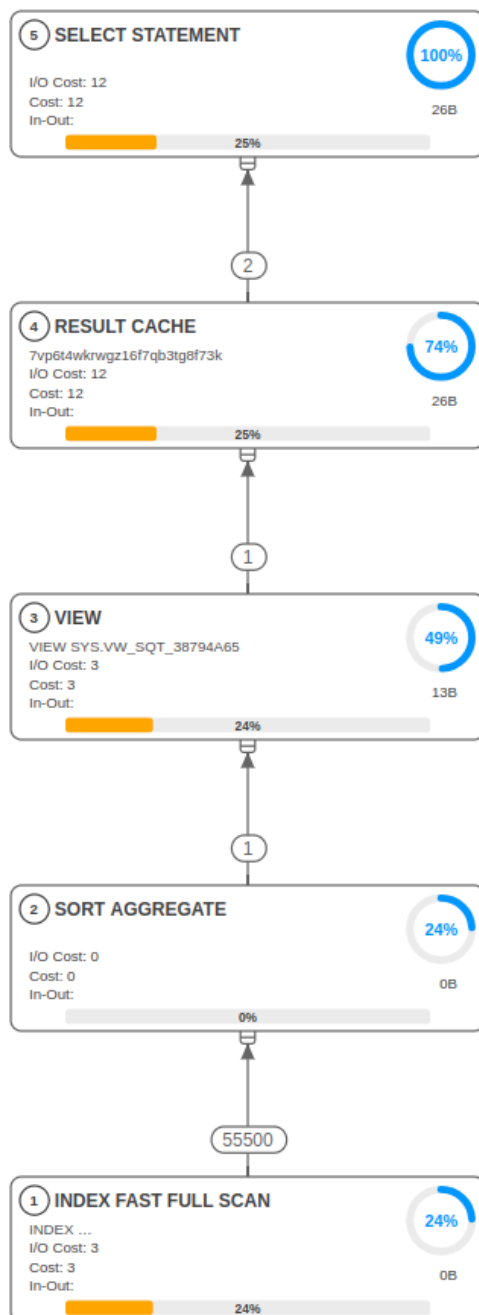 5 SELECT STATEMENT
100%
I/O Cost: 12
Cost: 12
26B
In-Out:
25%
2
4 RESULT CACHE
74%
7vp6t4wkrwgz16f7qb3tg8f73k
I/O Cost: 12
Cost: 12
26B
In-Out:
25%
1
3 VIEW
49%
VIEW SYS.VW_SQT_38794A65
I/O Cost: 3
Cost: 3
13B
In-Out:
24%
1
2 SORT AGGREGATE
24%
I/O Cost: 0
Cost: 0
0B
In-Out:
0%
55500
1 INDEX FAST FULL SCAN
24%
INDEX ...
I/O Cost: 3
Cost: 3
0B
In-Out:
24%